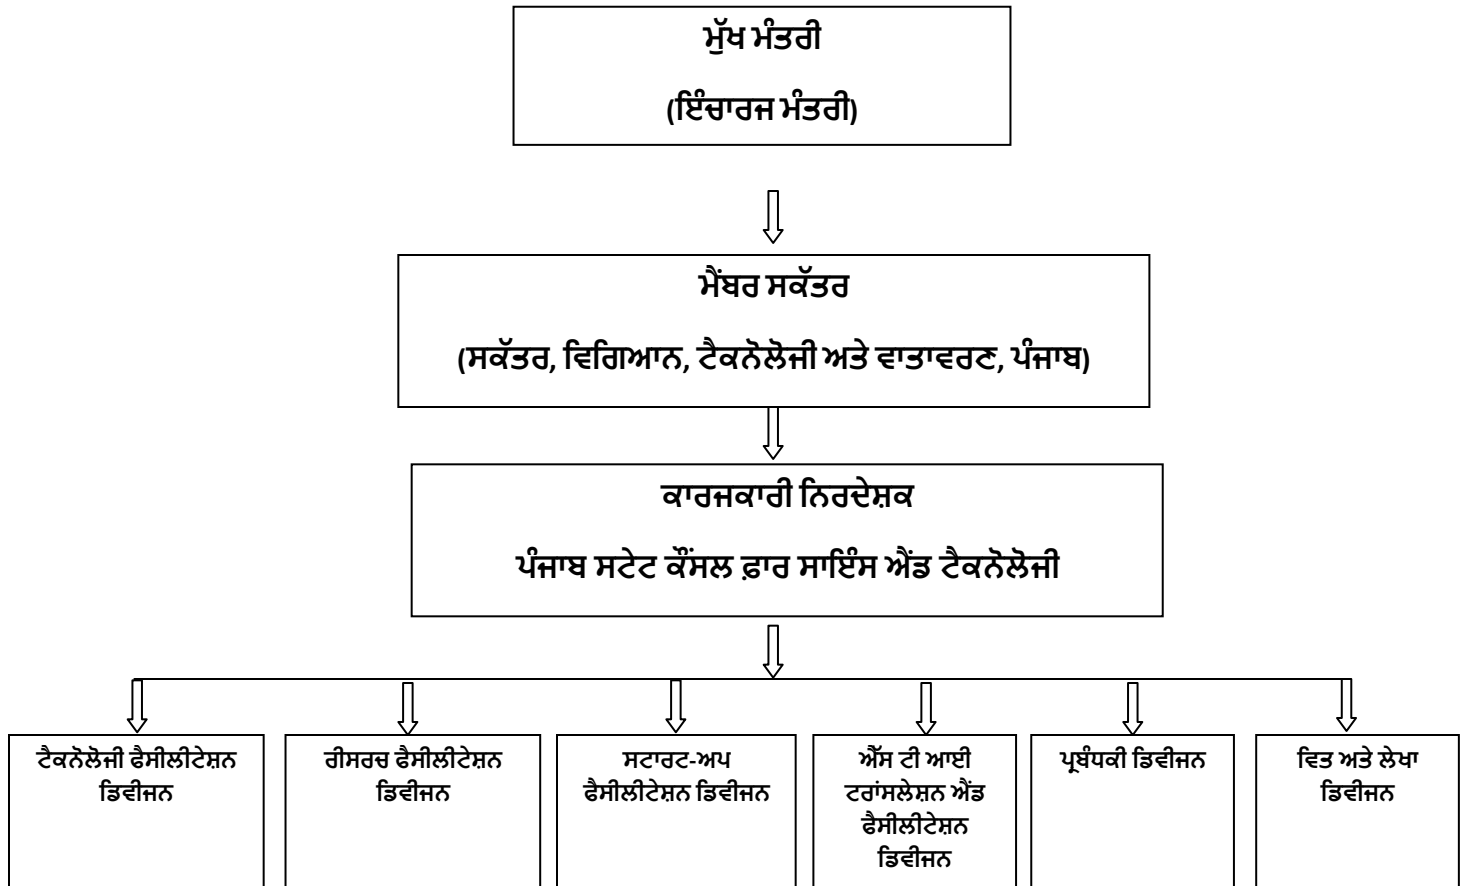 ਮੁੱਖ ਮੰਤਰੀ
(ਇੰਚਾਰਜ ਮੰਤਰੀ)
ਮੈਂਬਰ ਸਕੱਤਰ
(ਸਕੱਤਰ, ਵਿਗਿਆਨ, ਟੈਕਨੋਲੋਜੀ ਅਤੇ ਵਾਤਾਵਰਣ, ਪੰਜਾਬ)
ਕਾਰਜਕਾਰੀ ਨਿਰਦੇਸ਼ਕ
ਪੰਜਾਬ ਸਟੇਟ ਕੌਂਸਲ ਫ਼ਾਰ ਸਾਇੰਸ ਐਂਡ ਟੈਕਨੋਲੋਜੀ
ਟੈਕਨੋਲੋਜੀ ਫੈਸੀਲੀਟੇਸ਼ਨ
ਡਿਵੀਜਨ
ਰੀਸਰਚ ਫੈਸੀਲੀਟੇਸ਼ਨ
ਡਿਵੀਜਨ
ਸਟਾਰਟ-ਅਪ
ਫੈਸੀਲੀਟੇਸ਼ਨ ਡਿਵੀਜਨ
ਐੱਸ ਟੀ ਆਈ
ਟਰਾਂਸਲੇਸ਼ਨ ਐਂਡ
ਫੈਸੀਲੀਟੇਸ਼ਨ
ਡਿਵੀਜਨ
ਪ੍ਰਬੰਧਕੀ ਡਿਵੀਜਨ
ਵਿਤ ਅਤੇ ਲੇਖਾ
ਡਿਵੀਜਨ